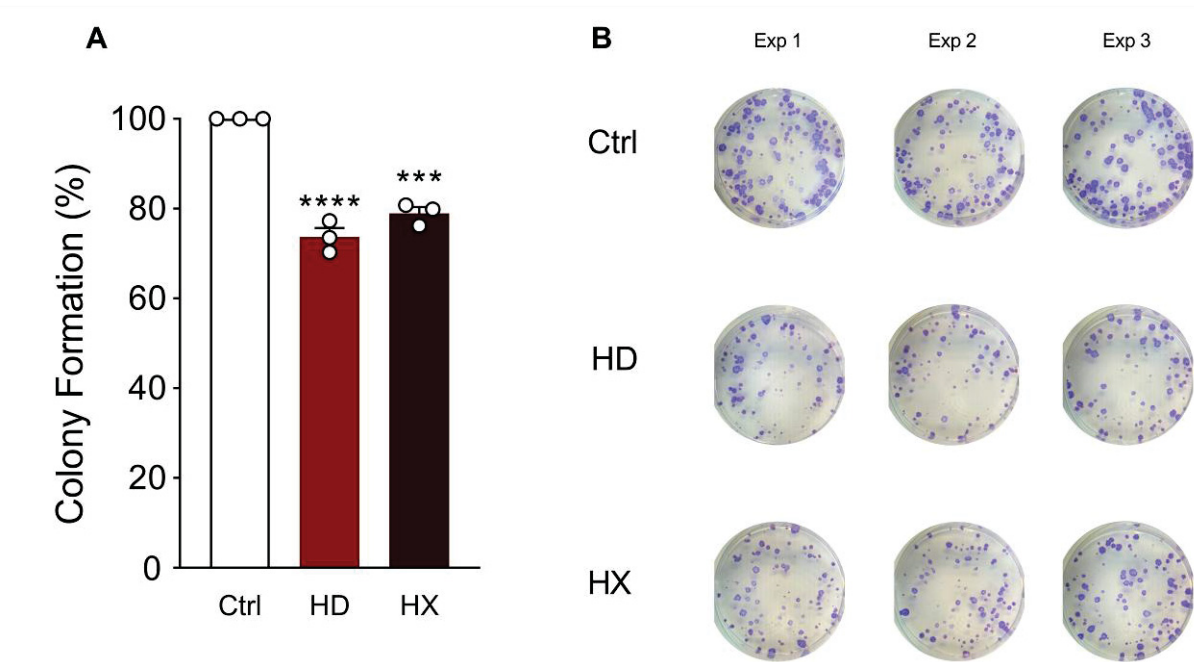 A
Colony Formation (%)
100
80
60
40
20
0
****
***
Ctrl HD HX
B
Exp 1 Exp 2 Exp 3
Ctrl
HD
HX